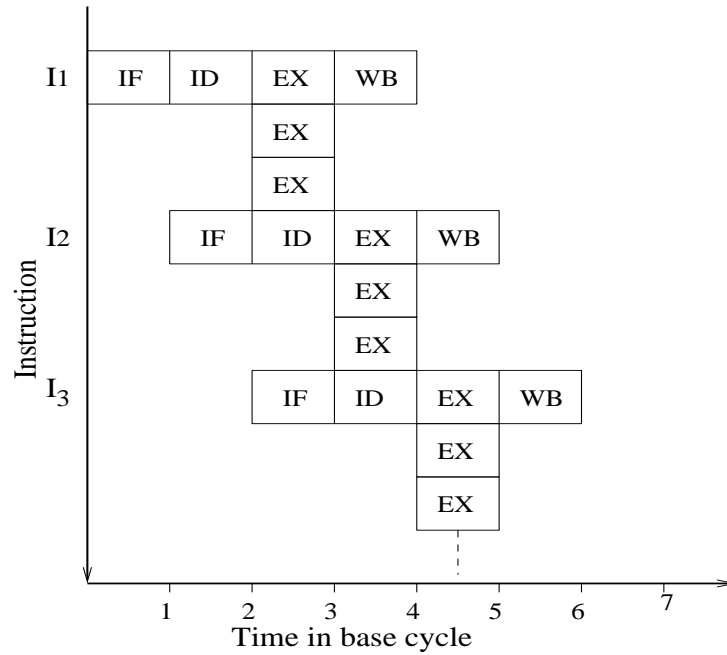 I1 IF ID EX WB
EX
EX
I2 IF ID EX WB
EX
EX
I3 IF ID EX WB
EX
EX
Instruction
1 2 3 4 5 6 7
Time in base cycle